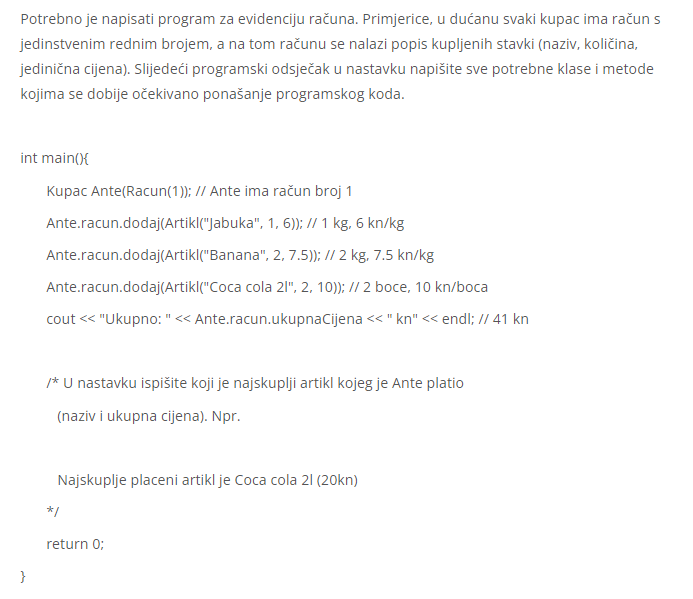 Potrebno je napisati program za evidenciju računa. Primjerice, u dućanu svaki kupac ima račun s
jedinstvenim rednim brojem, a na tom računu se nalazi popis kupljenih stavki (naziv, količina,
jedinična cijena). Slijedeći programski odsječak u nastavku napišite sve potrebne klase i metode
kojima se dobije očekivano ponašanje programskog koda.
int main(){
Kupac Ante(Racun(1)); // Ante ima račun broj 1
Ante.racun.dodaj(Artikl("Jabuka", 1, 6)); // 1 kg, 6 kn/kg
Ante.racun.dodaj(Artikl("Banana", 2, 7.5)); // 2 kg, 7.5 kn/kg
Ante.racun.dodaj(Artikl("Coca cola 2l", 2, 10)); // 2 boce, 10 kn/boca
cout << "Ukupno: " << Ante.racun.ukupnaCijena << " kn" << endl; // 41 kn
/* U nastavku ispišite koji je najskuplji artikl kojeg je Ante platio
(naziv i ukupna cijena). Npr.
Najskuplje placeni artikl je Coca cola 2l (20kn)
*/
return 0;
}